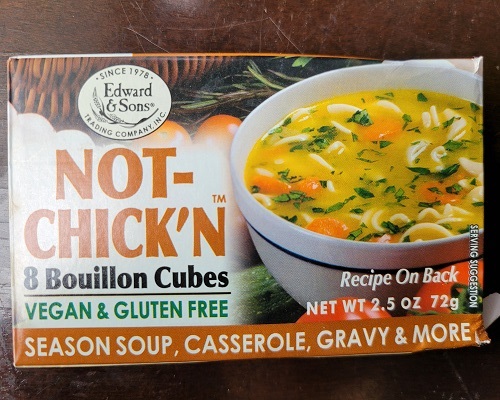 SINCE 1978
Edward
& Sons®
TRADING COMPANY, INC.
NOT-
CHICK'N™
8 Bouillon Cubes
VEGAN & GLUTEN FREE
Recipe On Back
NET WT 2.5 OZ 72g
SERVING SUGGESTION
SEASON SOUP, CASSEROLE, GRAVY & MORE